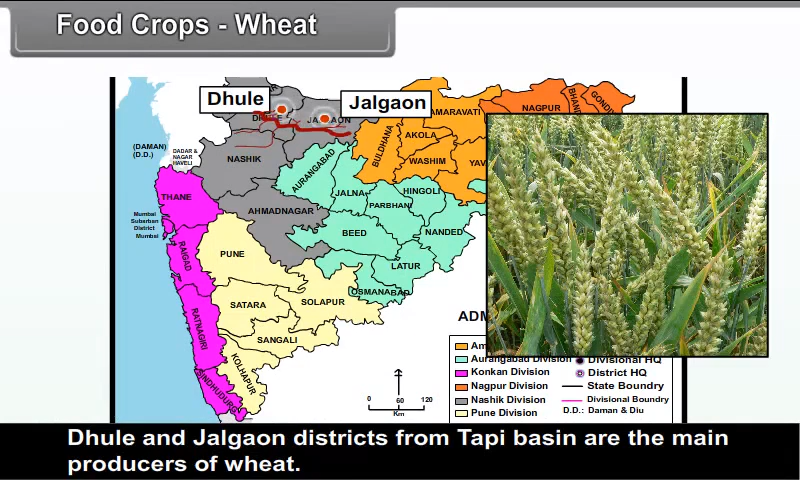 Food Crops - Wheat
Dhule
Jalgaon
NAGPUR
GONDI
AMARAVATI
AKOLA
BULDHANA
WASHIM
YAV
(DAMAN)
(D.D.)
DADAR &
NAGAR
HAVELI
NASHIK
AURANGABAD
JALNA
HINGOLI
PARBHANI
THANE
AHMADNAGAR
Mumbai
Suburban
District
Mumbai
BEED
NANDED
RAIGAD
PUNE
LATUR
OSMANABAD
SATARA
SOLAPUR
RATNAGIRI
SANGALI
KOLHAPUR
SINDHUDURG
ADM
Am
Aurangabad Division
Konkan Division
Nagpur Division
Nashik Division
Pune Division
Divisional HQ
District HQ
State Boundry
Divisional Boundry
D.D.: Daman & Diu
0 60 120
Km
Dhule and Jalgaon districts from Tapi basin are the main
producers of wheat.